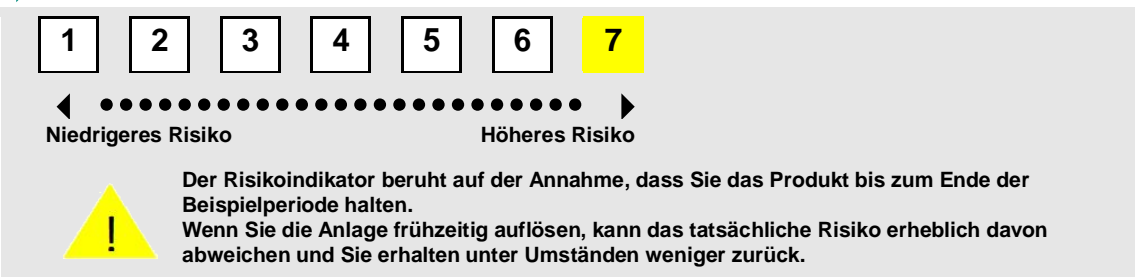 1 2 3 4 5 6 7
Niedrigeres Risiko Höheres Risiko
Der Risikoindikator beruht auf der Annahme, dass Sie das Produkt bis zum Ende der
Beispielperiode halten.
Wenn Sie die Anlage frühzeitig auflösen, kann das tatsächliche Risiko erheblich davon
abweichen und Sie erhalten unter Umständen weniger zurück.
!